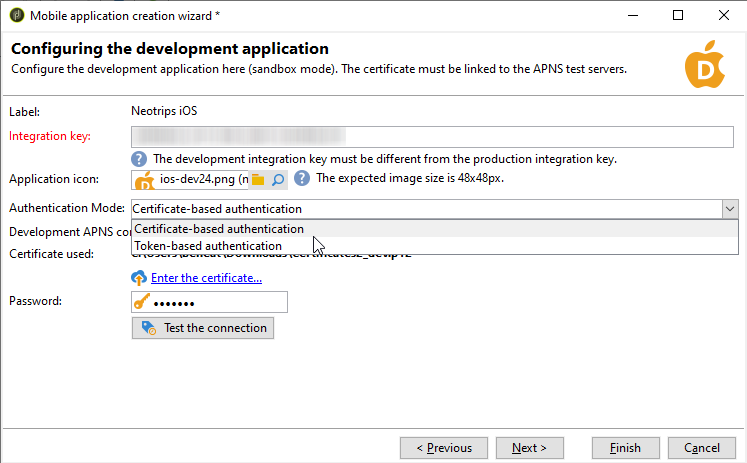 Mobile application creation wizard *
Configuring the development application
Configure the development application here (sandbox mode). The certificate must be linked to the APNS test servers.
Label: Neotrips iOS
Integration key:
The development integration key must be different from the production integration key.
Application icon: ios-dev24.png (n The expected image size is 48x48px.
Authentication Mode: Certificate-based authentication
Certificate-based authentication
Development APNS co
Token-based authentication
Certificate used:
Enter the certificate...
Password: •••••••
Test the connection
< Previous Next > Finish Cancel